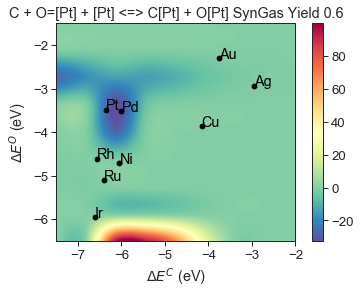 C + O=[Pt] + [Pt] <=> C[Pt] + O[Pt] SynGas Yield 0.6
−2
−3
−4
−5
−6
ΔE^O (eV)
Au
Ag
Pt
Pd
Cu
Rh
Ni
Ru
Ir
−7
−6
−5
−4
−3
−2
ΔE^C (eV)
80
60
40
20
0
−20